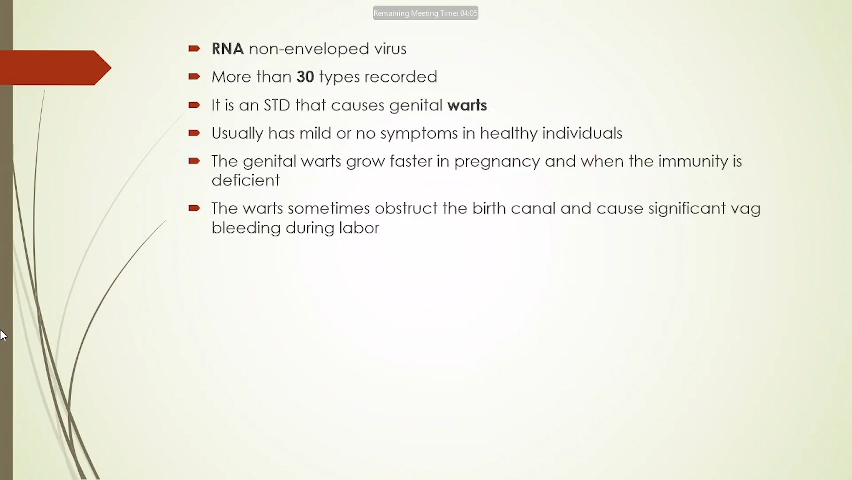 Remaining Meeting Time: 04:05
RNA non-enveloped virus
More than 30 types recorded
It is an STD that causes genital warts
Usually has mild or no symptoms in healthy individuals
The genital warts grow faster in pregnancy and when the immunity is
deficient
The warts sometimes obstruct the birth canal and cause significant vag
bleeding during labor